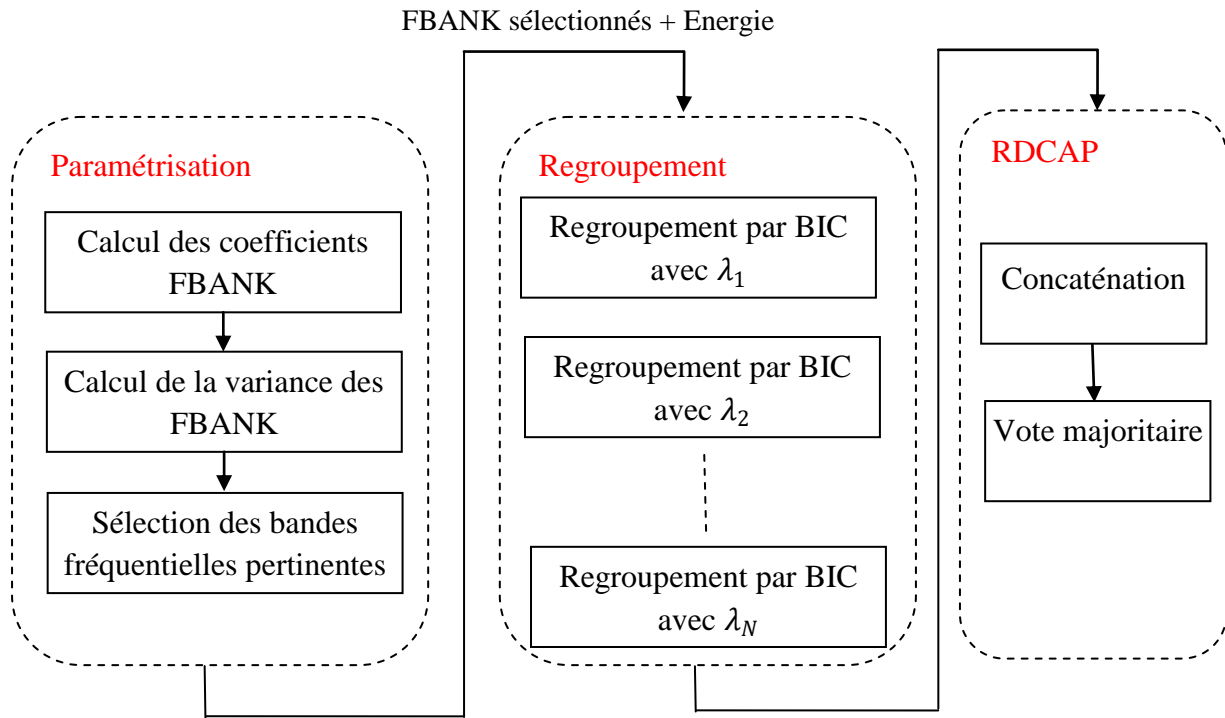 FBANK sélectionnés + Energie
Paramétrisation
Calcul des coefficients
FBANK
Calcul de la variance des
FBANK
Sélection des bandes
fréquentielles pertinentes
Regroupement
Regroupement par BIC
avec λ₁
Regroupement par BIC
avec λ₂
Regroupement par BIC
avec λ_N
RDCAP
Concaténation
Vote majoritaire